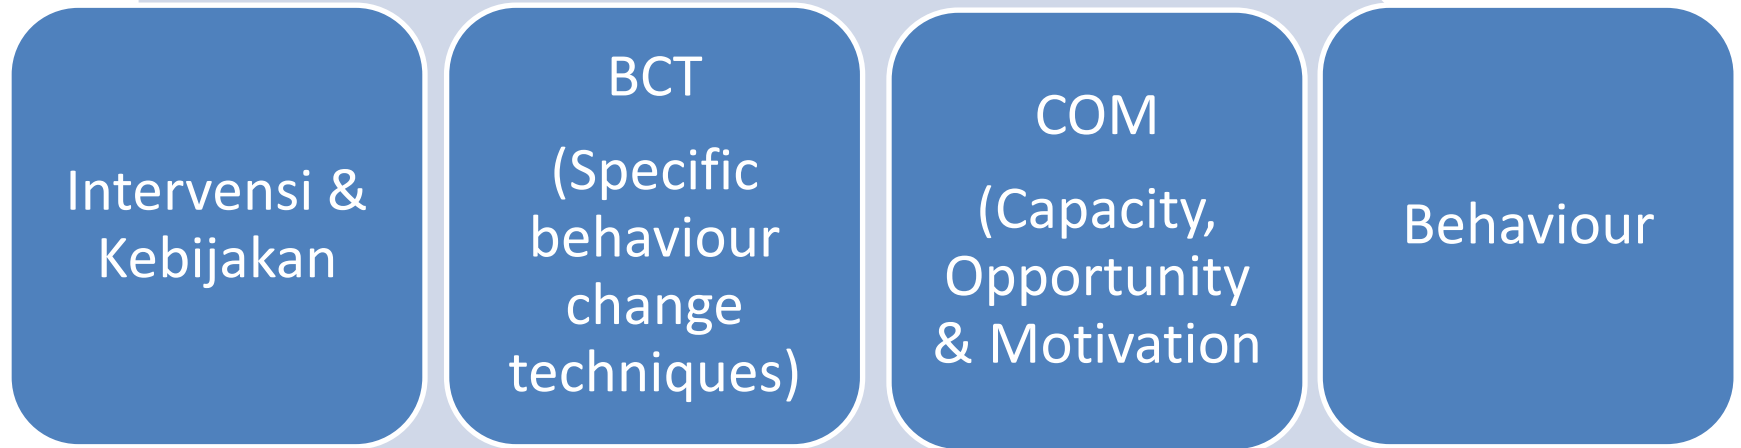 Intervensi &
Kebijakan
BCT
(Specific
behaviour
change
techniques)
COM
(Capacity,
Opportunity
& Motivation
Behaviour